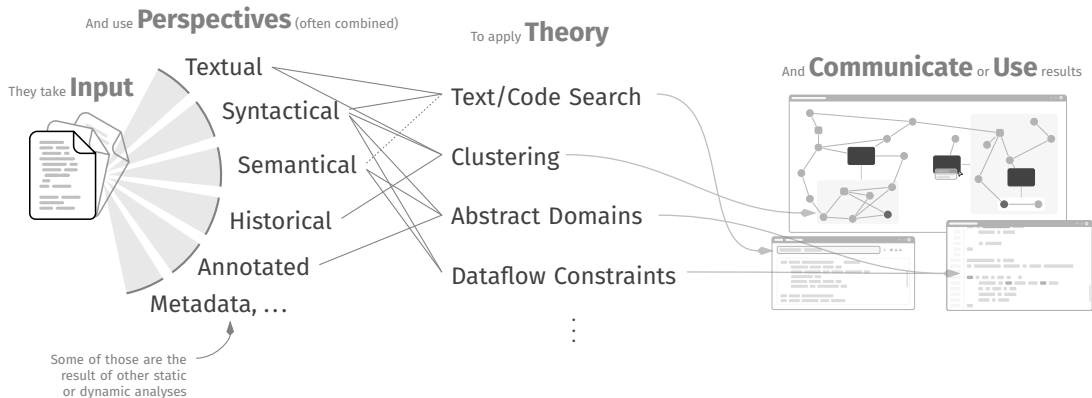 And use Perspectives (often combined)
To apply Theory
They take Input
And Communicate or Use results
Textual
Syntactical
Semantical
Historical
Annotated
Metadata, …
Text/Code Search
Clustering
Abstract Domains
Dataflow Constraints
⋮
Some of those are the
result of other static
or dynamic analyses